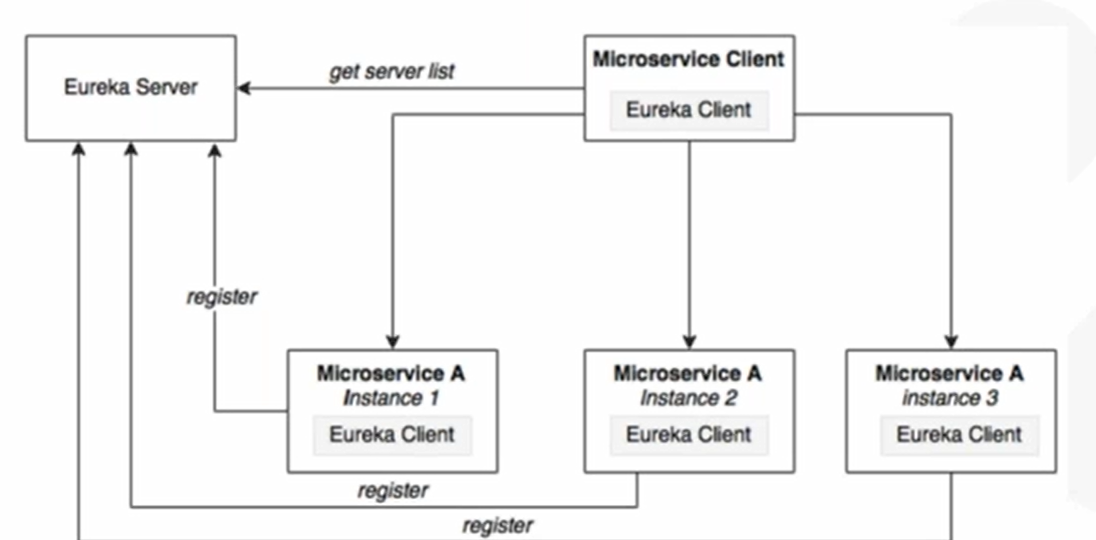 Eureka Server
get server list
Microservice Client
Eureka Client
register
Microservice A
Instance 1
Eureka Client
Microservice A
Instance 2
Eureka Client
Microservice A
instance 3
Eureka Client
register
register